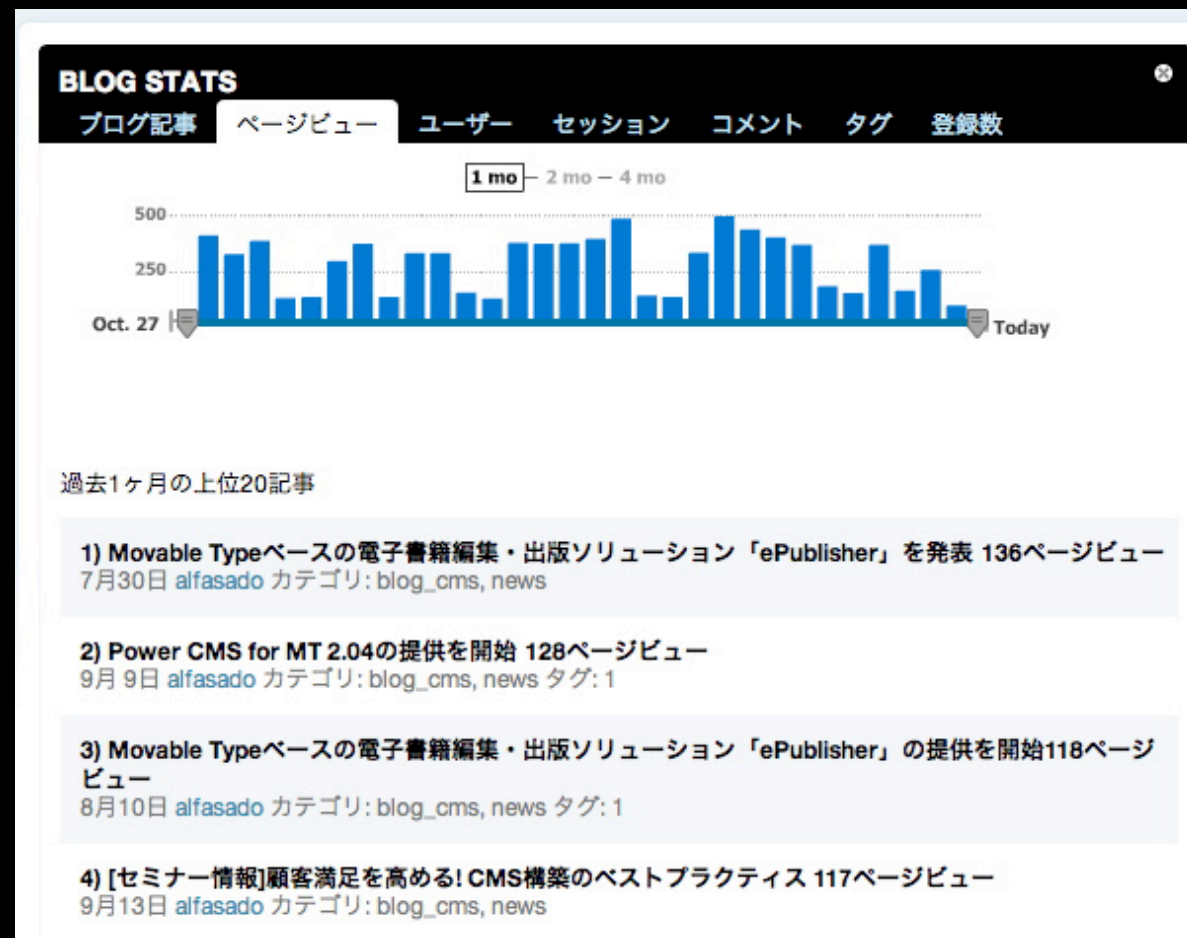 BLOG STATS
ブログ記事 ページビュー ユーザー セッション コメント タグ 登録数
1 mo — 2 mo — 4 mo
500
250
Oct. 27
Today
過去1ヶ月の上位20記事
1) Movable Typeベースの電子書籍編集・出版ソリューション「ePublisher」を発表 136ページビュー
7月30日 alfasado カテゴリ: blog_cms, news
2) Power CMS for MT 2.04の提供を開始 128ページビュー
9月 9日 alfasado カテゴリ: blog_cms, news タグ: 1
3) Movable Typeベースの電子書籍編集・出版ソリューション「ePublisher」の提供を開始118ページ
ビュー
8月10日 alfasado カテゴリ: blog_cms, news タグ: 1
4) [セミナー情報]顧客満足を高める! CMS構築のベストプラクティス 117ページビュー
9月13日 alfasado カテゴリ: blog_cms, news